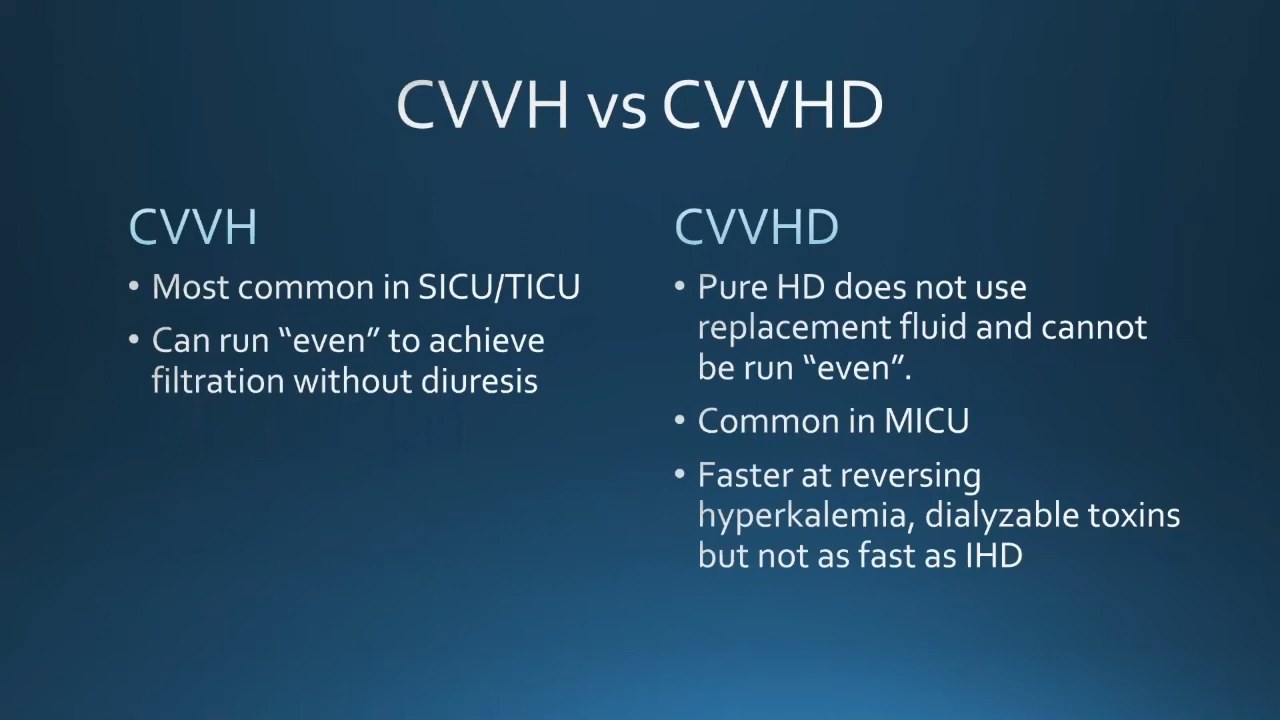 CVVH vs CVVHD
CVVH
• Most common in SICU/TICU
• Can run “even” to achieve
filtration without diuresis
CVVHD
• Pure HD does not use
replacement fluid and cannot
be run “even”.
• Common in MICU
• Faster at reversing
hyperkalemia, dialyzable toxins
but not as fast as IHD